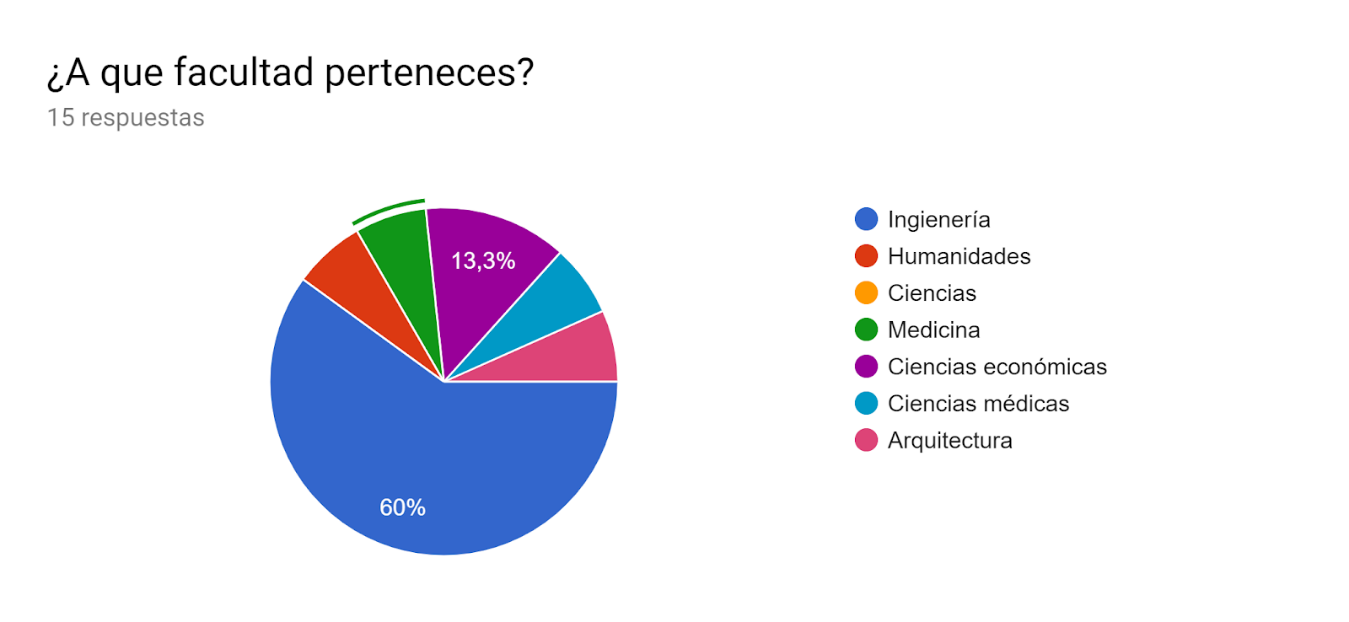 ¿A que facultad perteneces?
15 respuestas
13,3%
60%
Ingienería
Humanidades
Ciencias
Medicina
Ciencias económicas
Ciencias médicas
Arquitectura